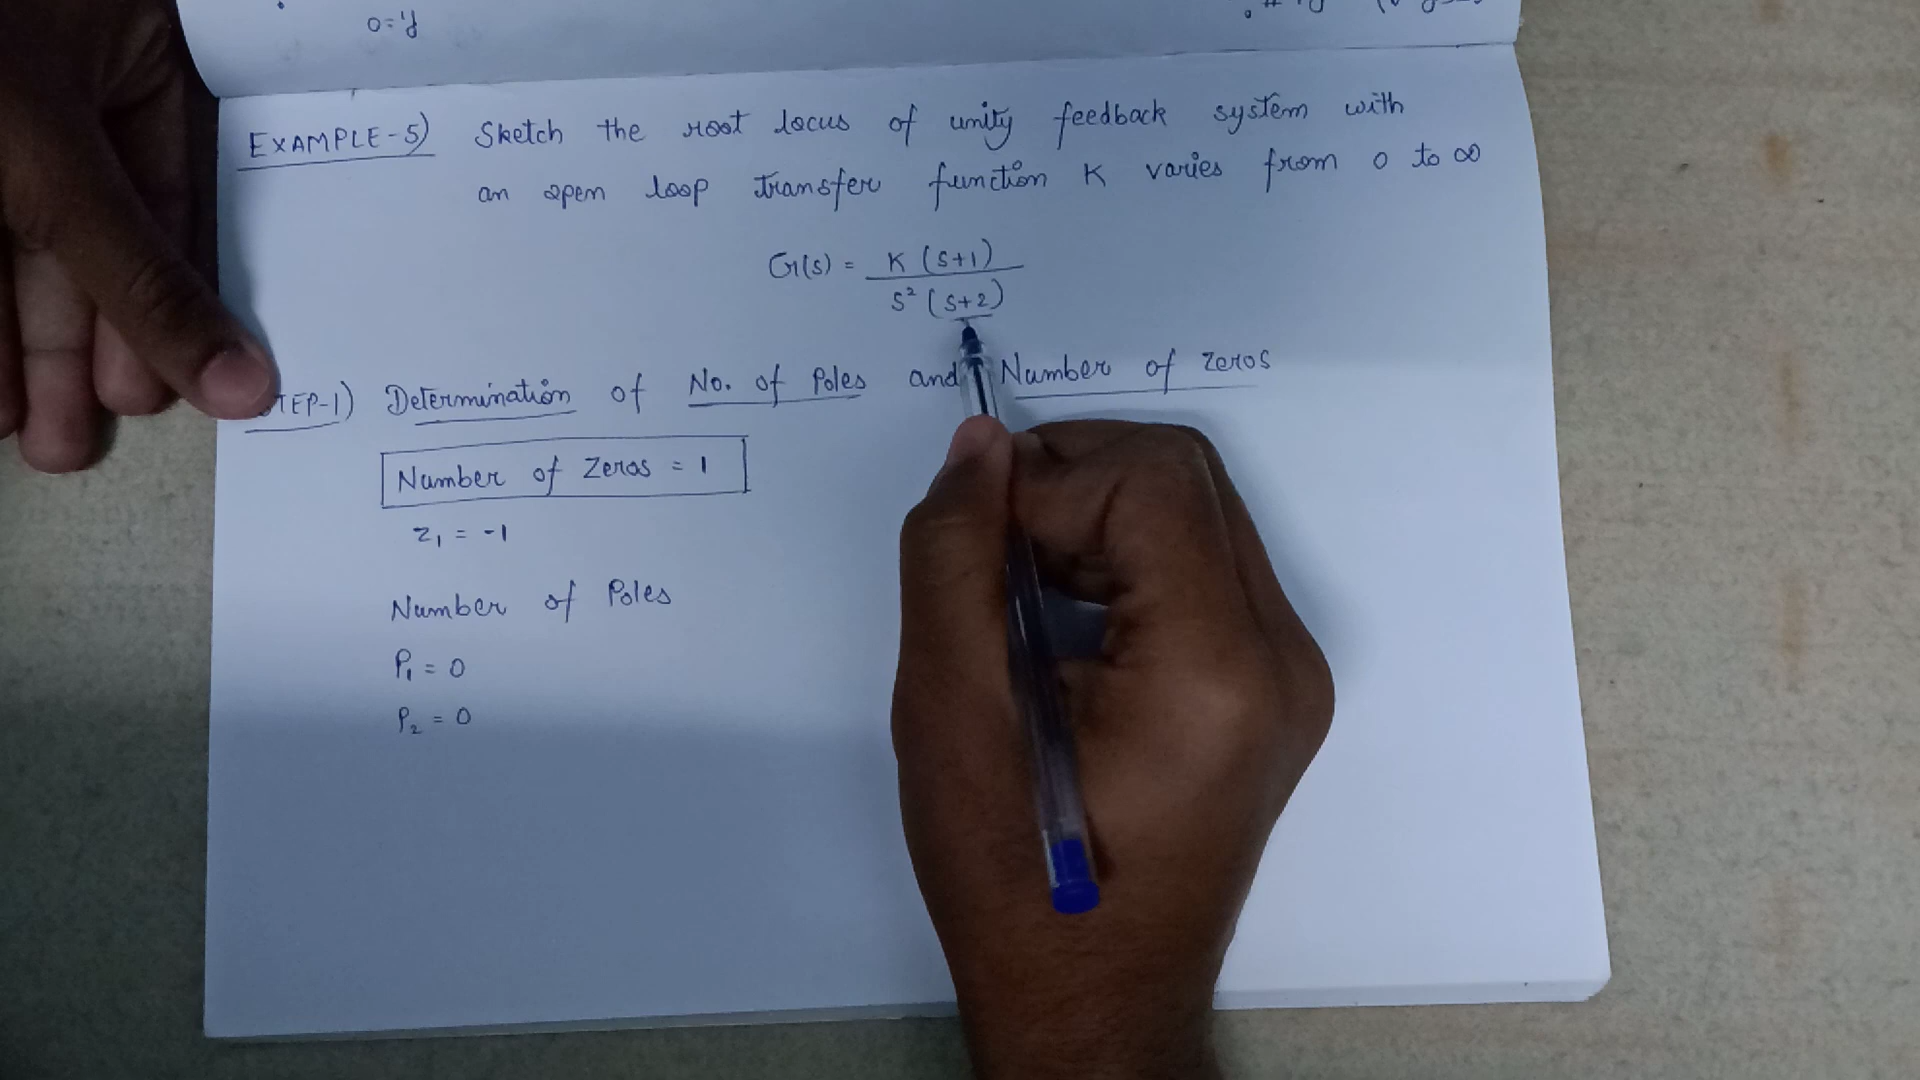 EXAMPLE-5) Sketch the root locus of unity feedback system with
an open loop transfer function K varies from 0 to ∞
G(s) = K (s+1)
s² (s+2)
TEP-1) Determination of No. of Poles and Number of Zeros
Number of Zeros = 1
z₁ = -1
Number of Poles
P₁ = 0
P₂ = 0